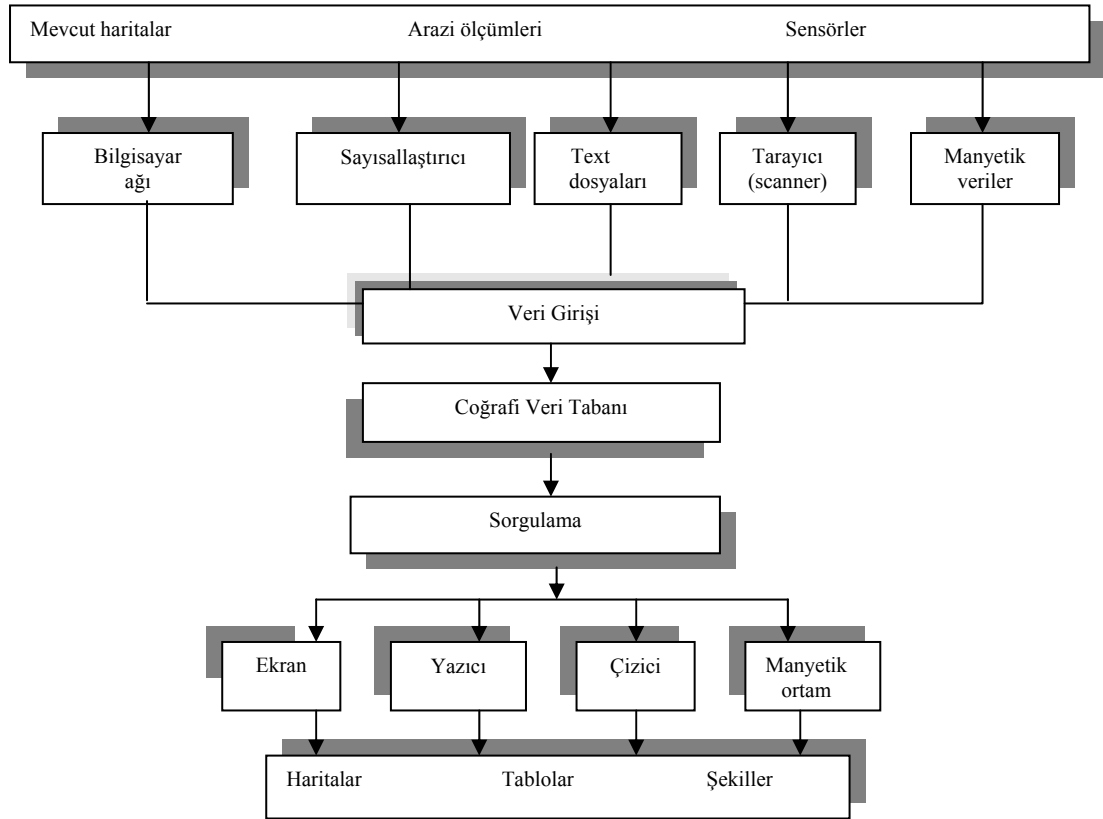 Mevcut haritalar Arazi ölçümleri Sensörler
Bilgisayar
ağı
Sayısallaştırıcı
Text
dosyaları
Tarayıcı
(scanner)
Manyetik
veriler
Veri Girişi
Coğrafi Veri Tabanı
Sorgulama
Ekran
Yazıcı
Çizici
Manyetik
ortam
Haritalar Tablolar Şekiller